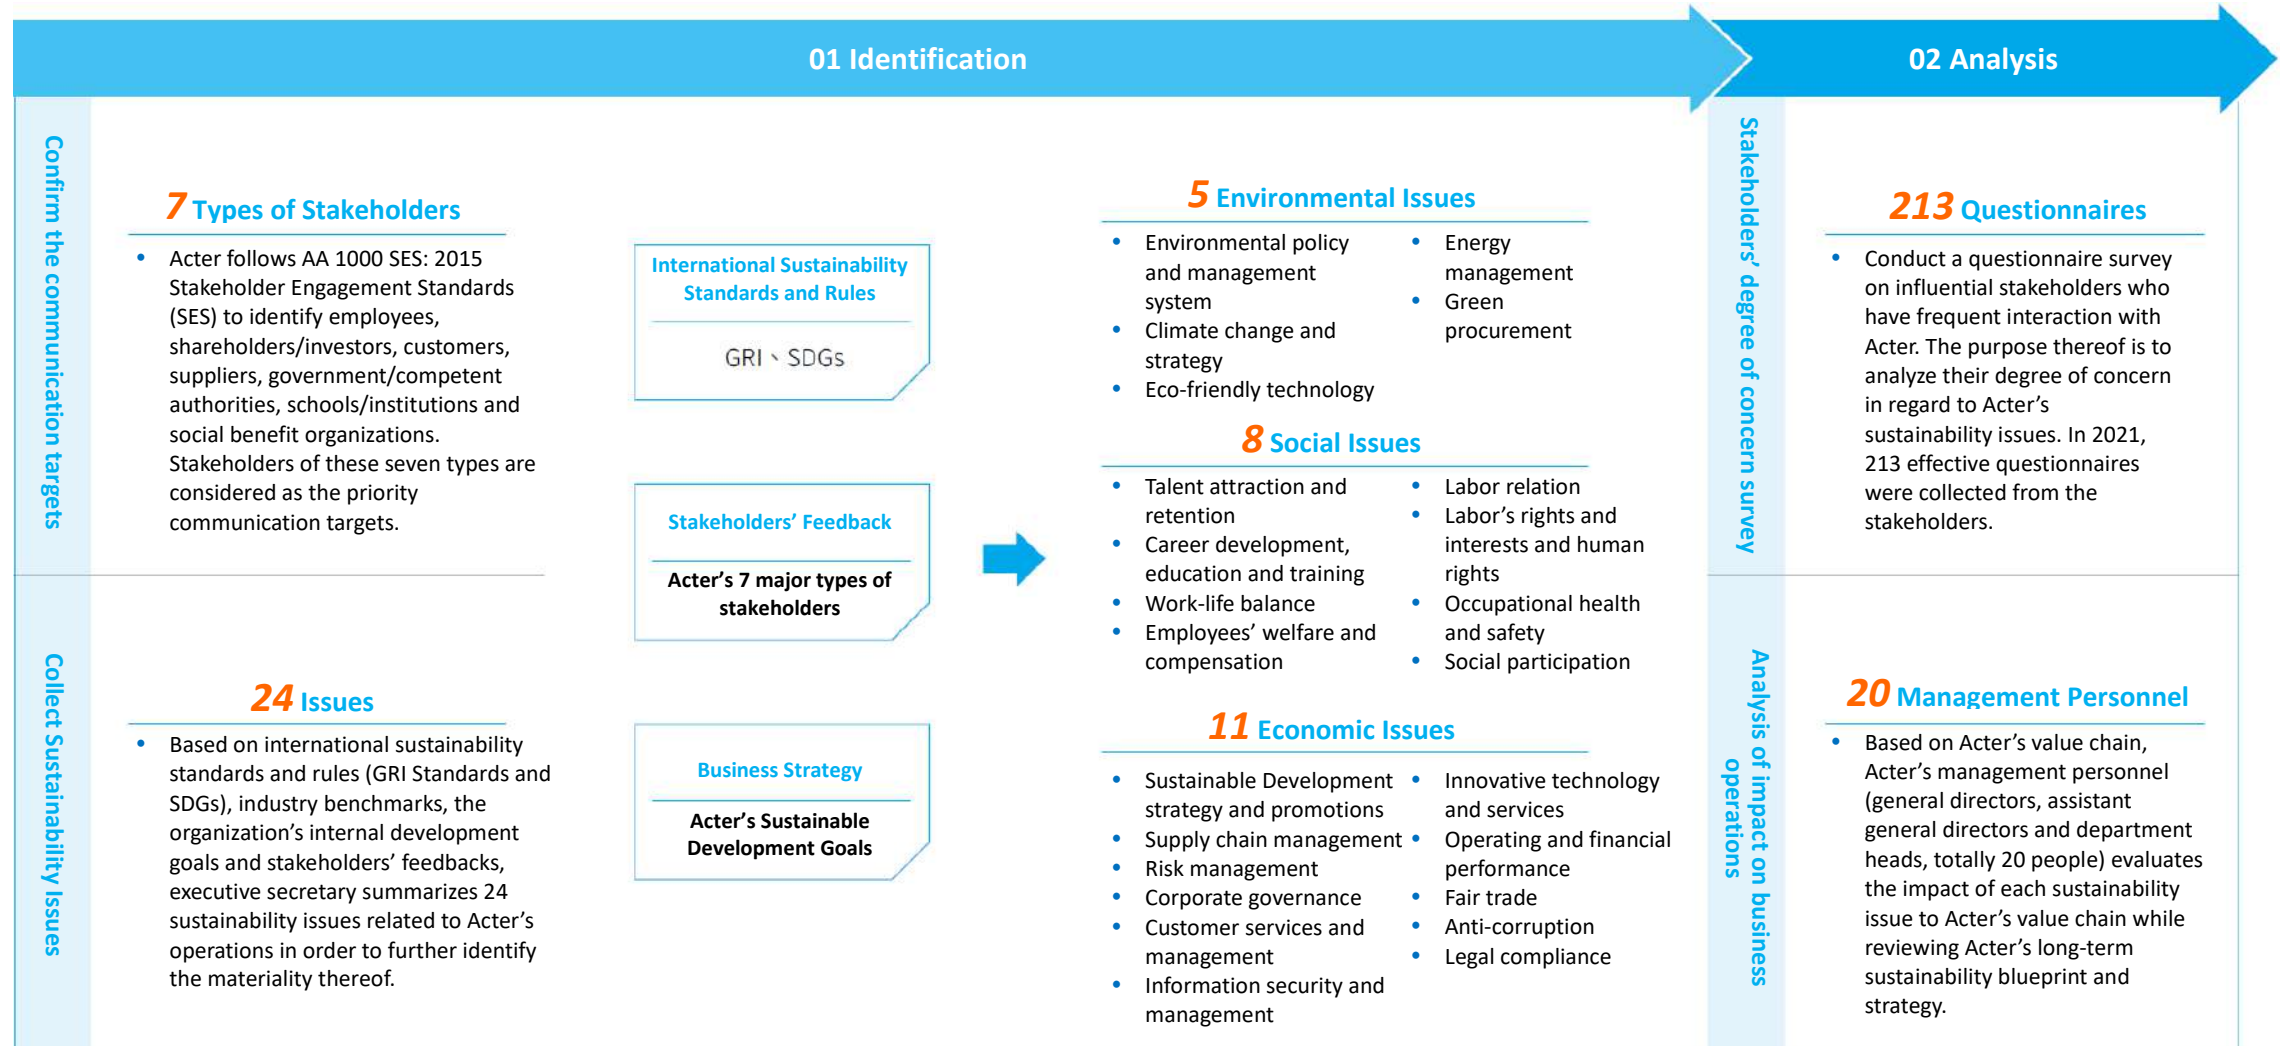 01 Identification
02 Analysis
Confirm the communication targets
7 Types of Stakeholders
• Acter follows AA 1000 SES: 2015
Stakeholder Engagement Standards
(SES) to identify employees,
shareholders/investors, customers,
suppliers, government/competent
authorities, schools/institutions and
social benefit organizations.
Stakeholders of these seven types are
considered as the priority
communication targets.
Collect Sustainability Issues
24 Issues
• Based on international sustainability
standards and rules (GRI Standards and
SDGs), industry benchmarks, the
organization's internal development
goals and stakeholders' feedbacks,
executive secretary summarizes 24
sustainability issues related to Acter's
operations in order to further identify
the materiality thereof.
International Sustainability
Standards and Rules
GRI、SDGs
Stakeholders' Feedback
Acter's 7 major types of
stakeholders
Business Strategy
Acter's Sustainable
Development Goals
5 Environmental Issues
• Environmental policy
and management
system
• Climate change and
strategy
• Eco-friendly technology
• Energy
management
• Green
procurement
8 Social Issues
• Talent attraction and
retention
• Career development,
education and training
• Work-life balance
• Employees' welfare and
compensation
• Labor relation
• Labor's rights and
interests and human
rights
• Occupational health
and safety
• Social participation
11 Economic Issues
• Sustainable Development
strategy and promotions
• Supply chain management
• Risk management
• Corporate governance
• Customer services and
management
• Information security and
management
• Innovative technology
and services
• Operating and financial
performance
• Fair trade
• Anti-corruption
• Legal compliance
Stakeholders' degree of concern survey
213 Questionnaires
• Conduct a questionnaire survey
on influential stakeholders who
have frequent interaction with
Acter. The purpose thereof is to
analyze their degree of concern
in regard to Acter's
sustainability issues. In 2021,
213 effective questionnaires
were collected from the
stakeholders.
Analysis of impact on business
operations
20 Management Personnel
• Based on Acter's value chain,
Acter's management personnel
(general directors, assistant
general directors and department
heads, totally 20 people) evaluates
the impact of each sustainability
issue to Acter's value chain while
reviewing Acter's long-term
sustainability blueprint and
strategy.